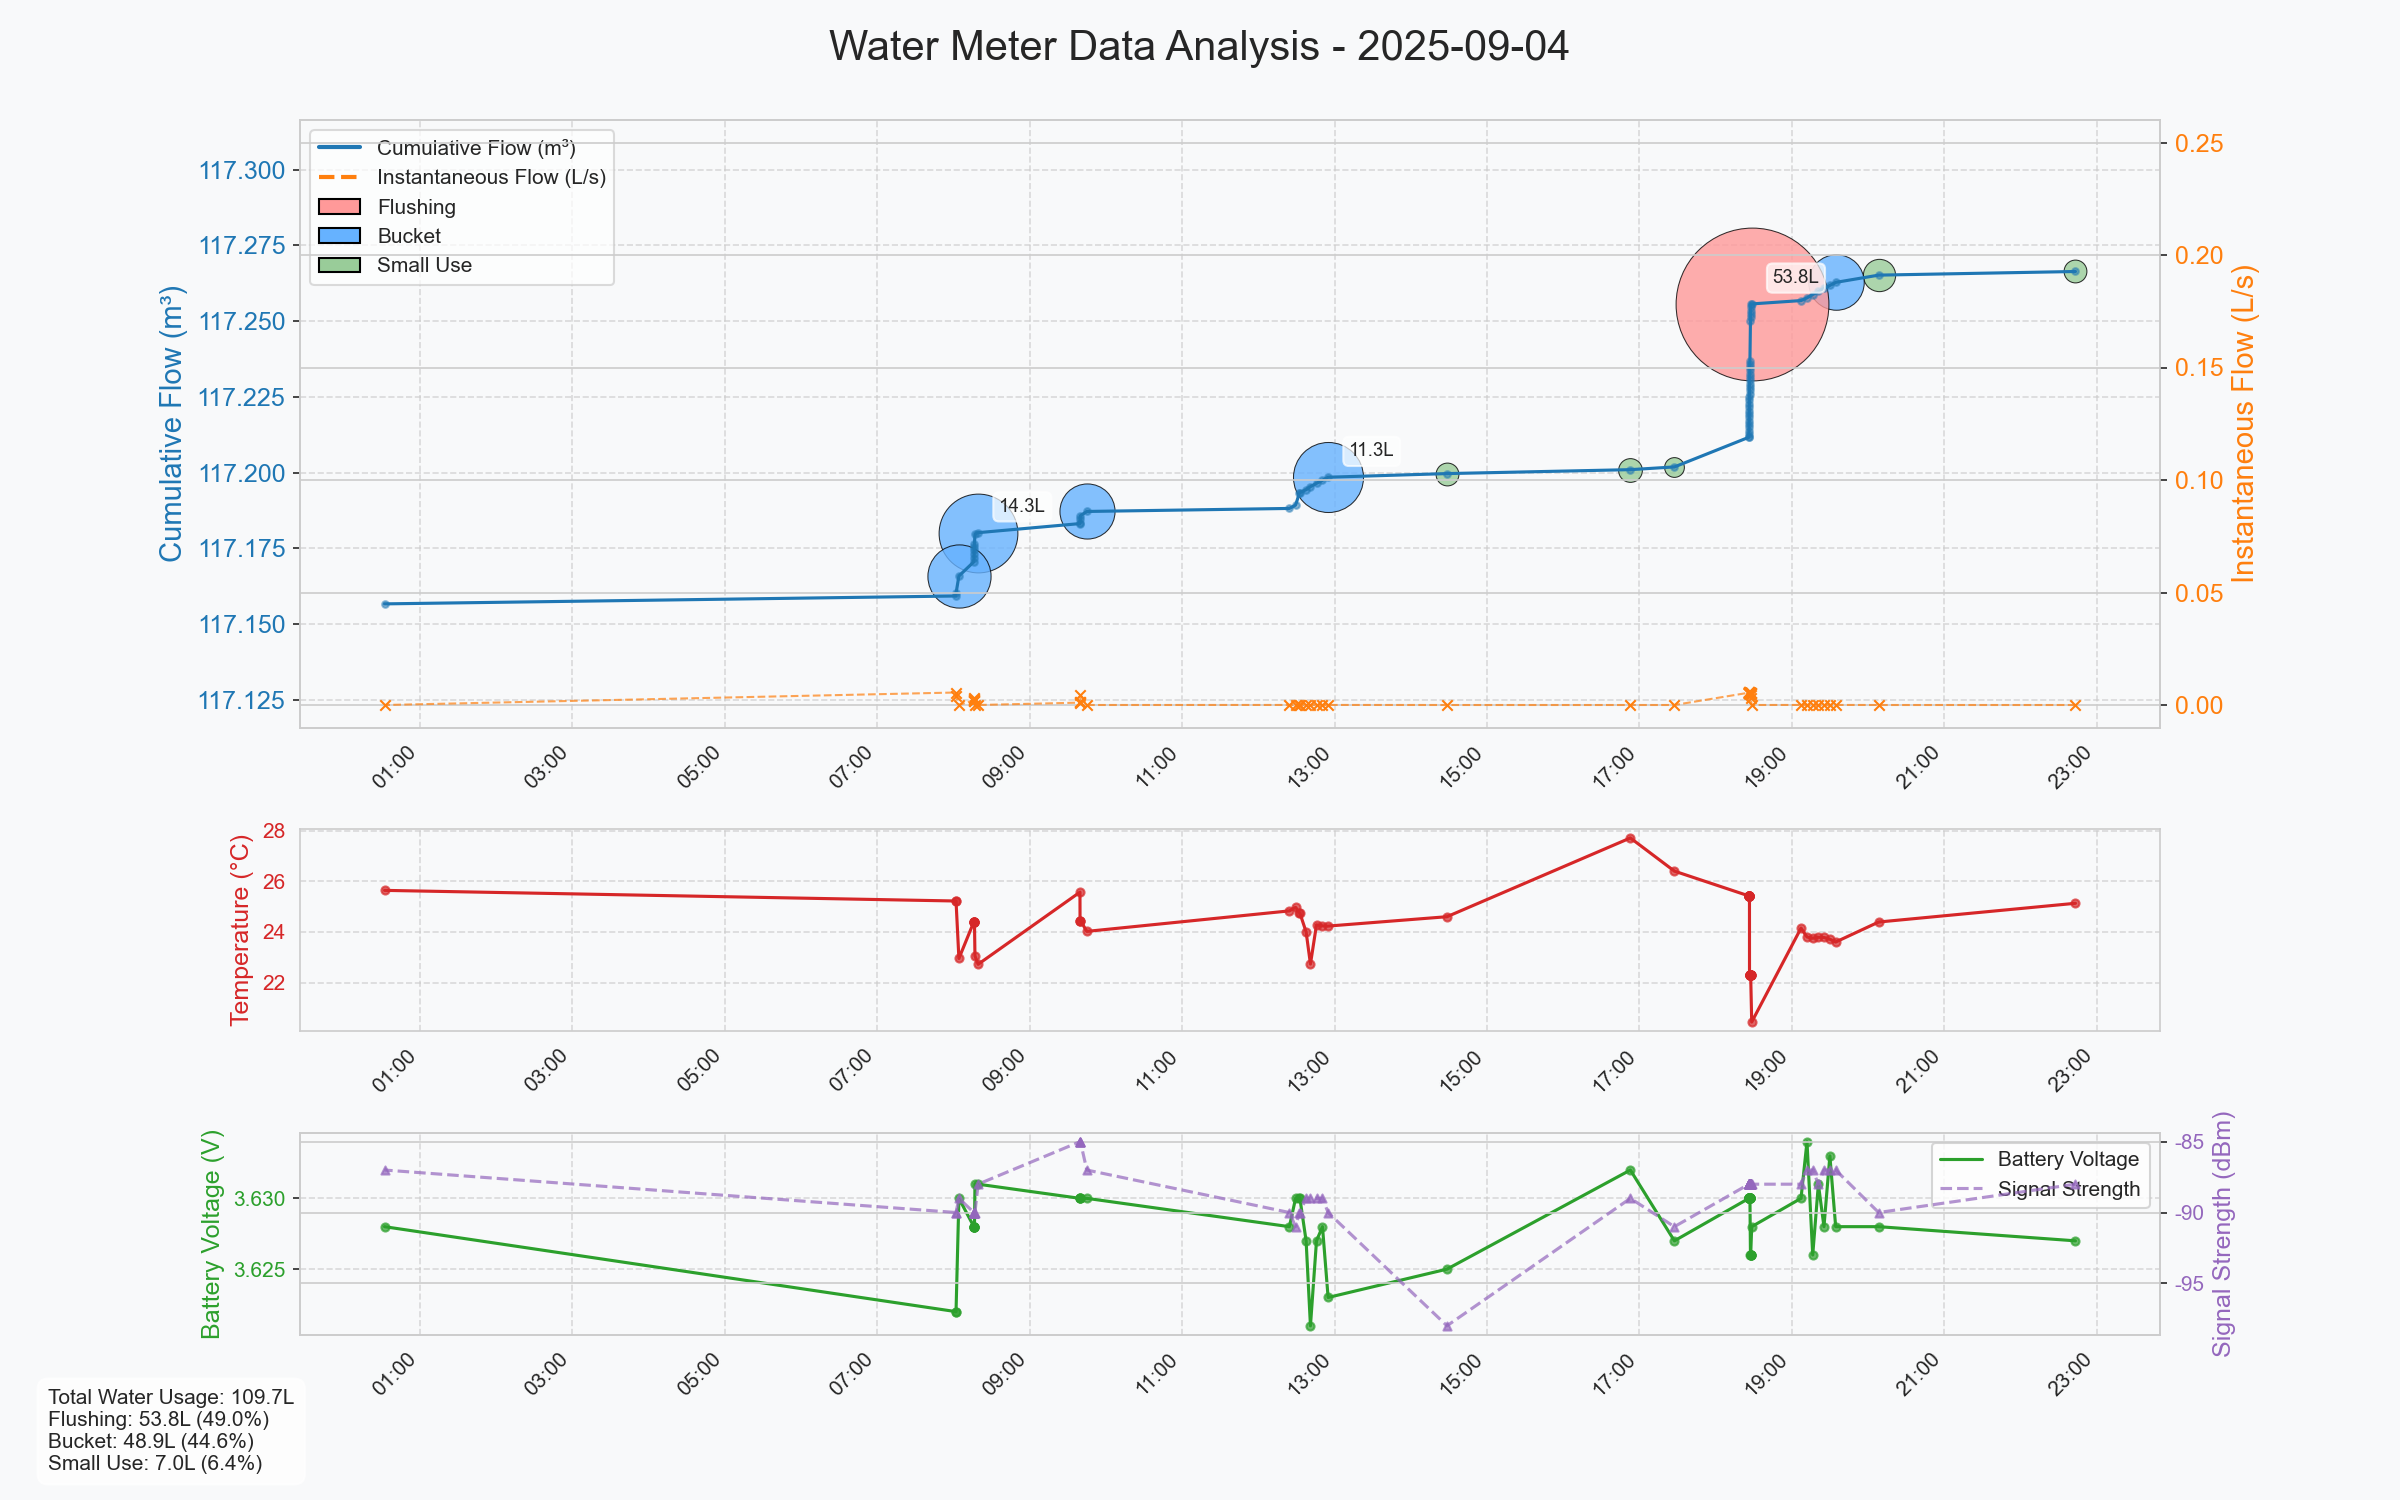 Water Meter Data Analysis - 2025-09-04
Cumulative Flow (m³)
Instantaneous Flow (L/s)
Flushing
Bucket
Small Use
Cumulative Flow (m³)
117.300
117.275
117.250
117.225
117.200
117.175
117.150
117.125
14.3L
11.3L
53.8L
0.25
0.20
0.15
0.10
0.05
0.00
Instantaneous Flow (L/s)
01:00 03:00 05:00 07:00 09:00 11:00 13:00 15:00 17:00 19:00 21:00 23:00
Temperature (°C)
28
26
24
22
01:00 03:00 05:00 07:00 09:00 11:00 13:00 15:00 17:00 19:00 21:00 23:00
Battery Voltage (V)
3.630
3.625
Battery Voltage
Signal Strength
-85
-90
-95
Signal Strength (dBm)
01:00 03:00 05:00 07:00 09:00 11:00 13:00 15:00 17:00 19:00 21:00 23:00
Total Water Usage: 109.7L
Flushing: 53.8L (49.0%)
Bucket: 48.9L (44.6%)
Small Use: 7.0L (6.4%)